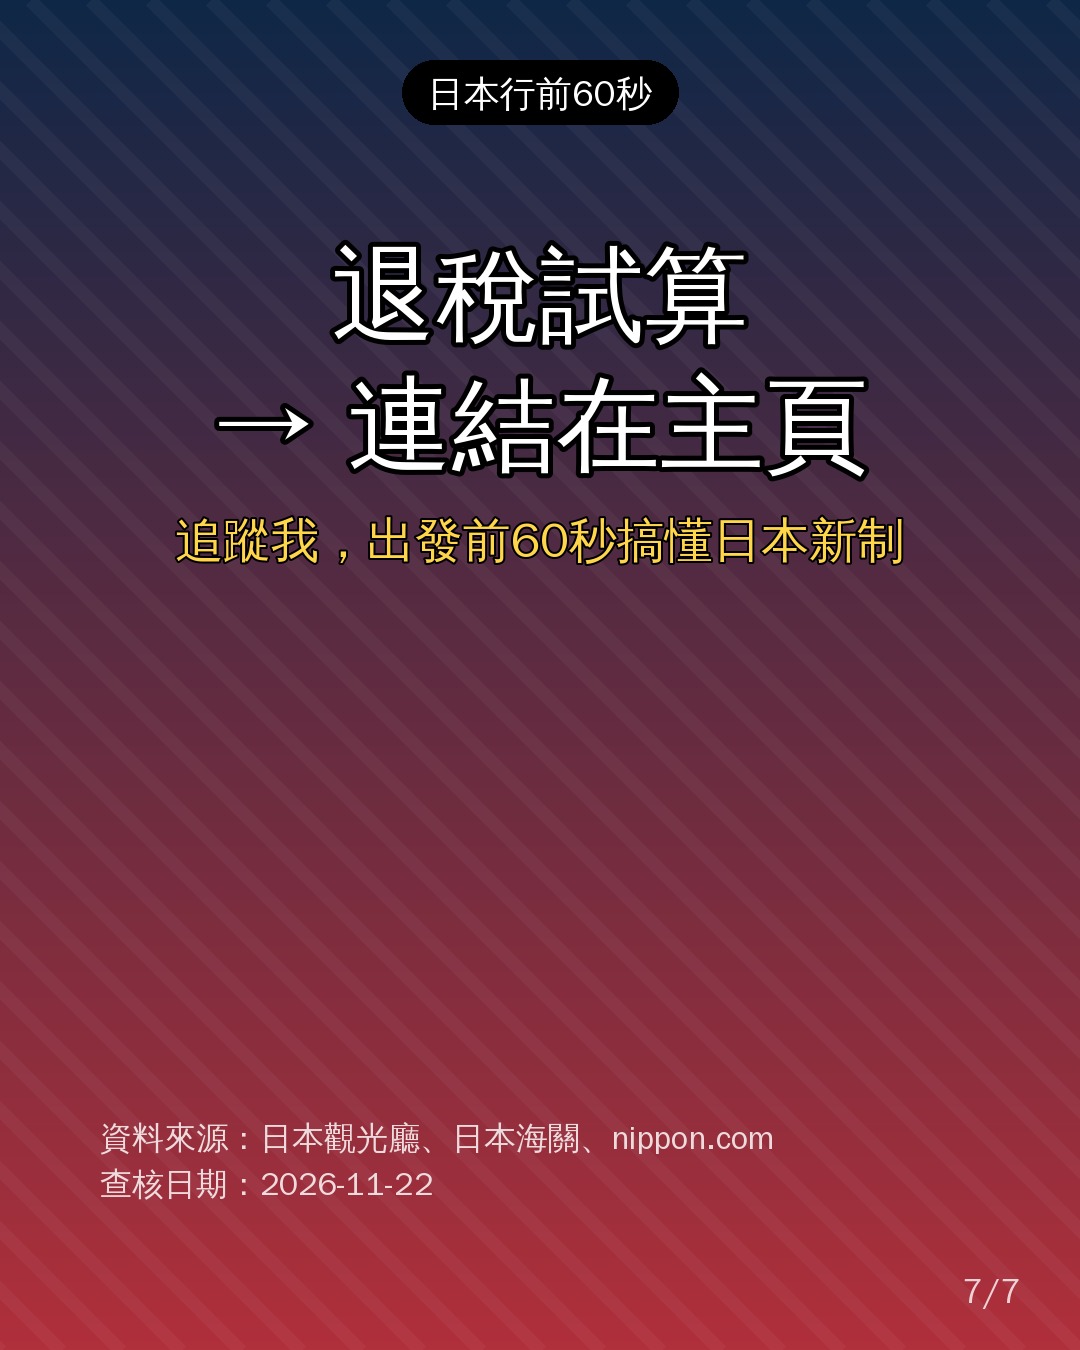 日本行前60秒
退稅試算
→ 連結在主頁
追蹤我，出發前60秒搞懂日本新制
資料來源：日本觀光廳、日本海關、nippon.com
查核日期：2026-11-22
7/7